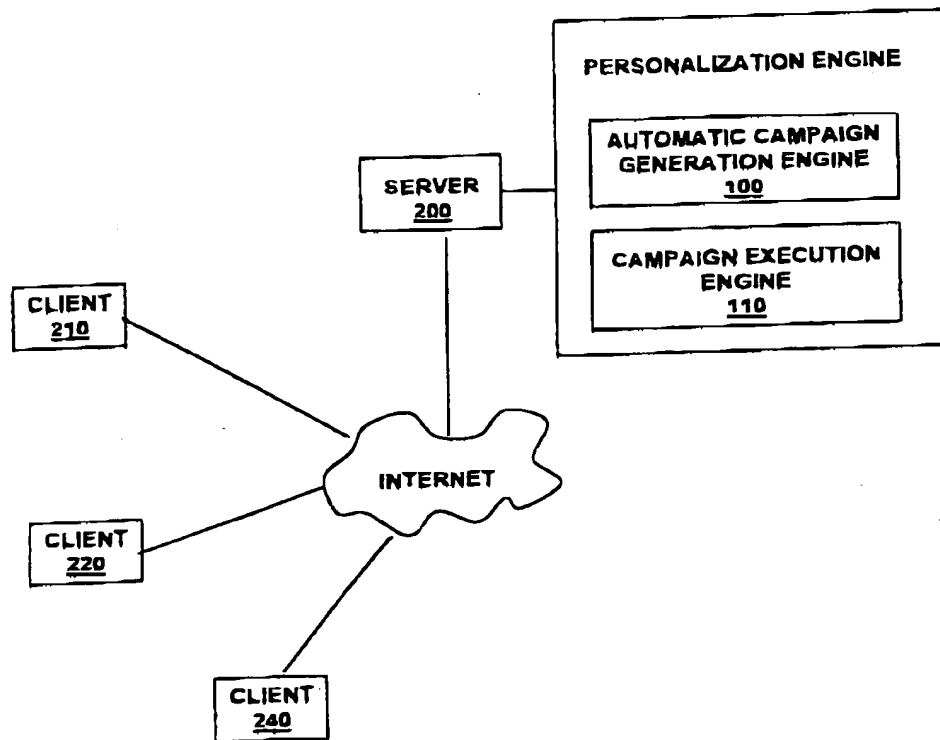 PERSONALIZATION ENGINE
AUTOMATIC CAMPAIGN
GENERATION ENGINE
100
CAMPAIGN EXECUTION
ENGINE
110
SERVER
200
CLIENT
210
INTERNET
CLIENT
220
CLIENT
240